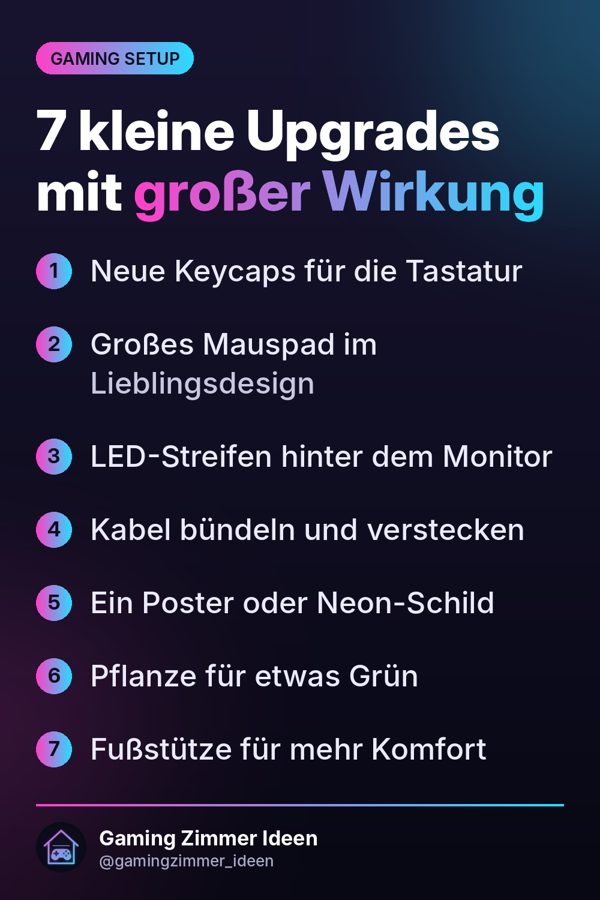 GAMING SETUP
7 kleine Upgrades
mit großer Wirkung
1 Neue Keycaps für die Tastatur
2 Großes Mauspad im
Lieblingsdesign
3 LED-Streifen hinter dem Monitor
4 Kabel bündeln und verstecken
5 Ein Poster oder Neon-Schild
6 Pflanze für etwas Grün
7 Fußstütze für mehr Komfort
Gaming Zimmer Ideen
@gamingzimmer_ideen